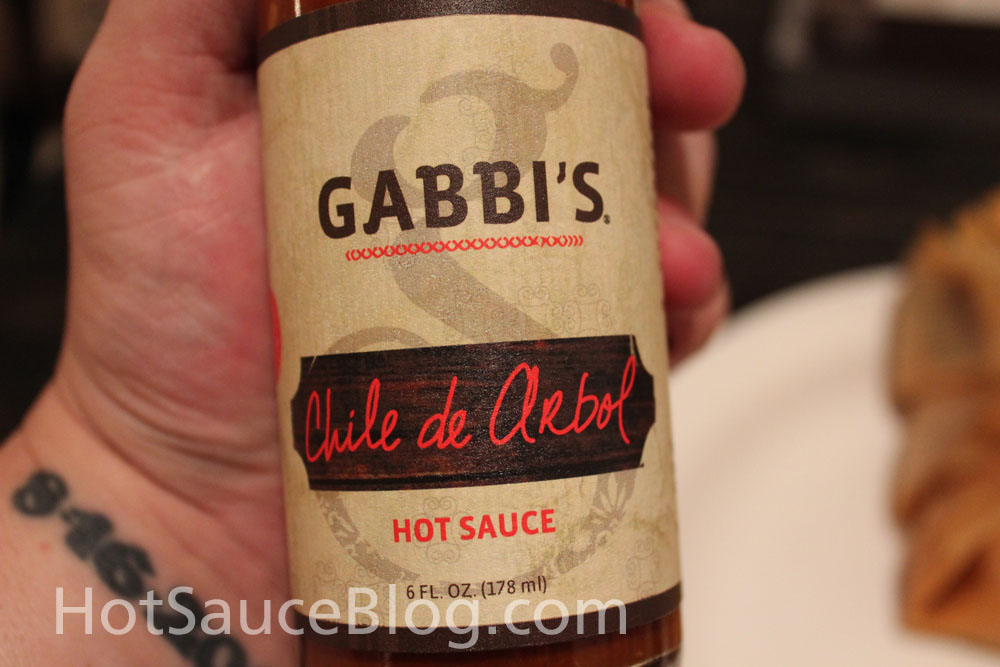 GABBI'S®
Chile de Arbol
HOT SAUCE
6 FL. OZ. (178 ml)
HotSauceBlog.com